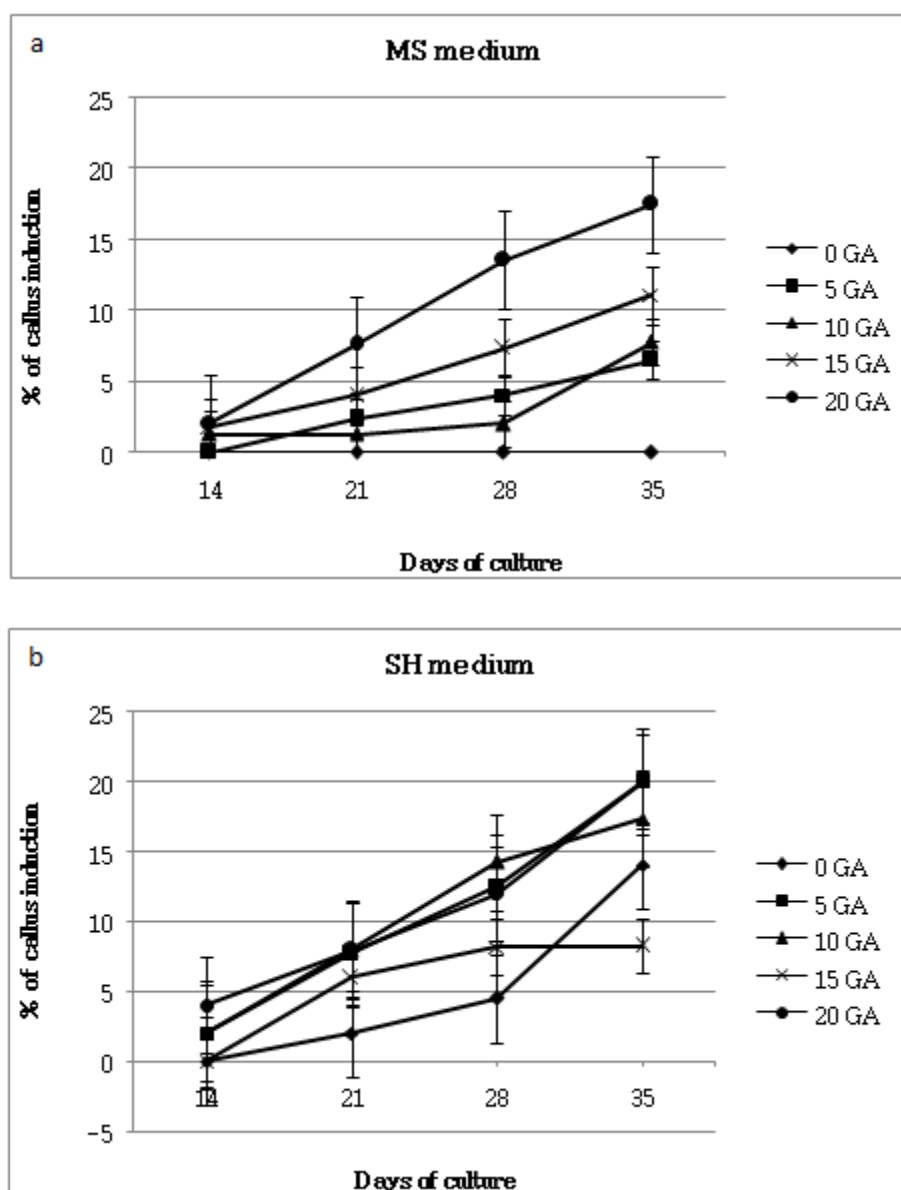 a
MS medium
25
20
15
10
5
0
14 21 28 35
% of callus induction
Days of culture
0 GA
5 GA
10 GA
15 GA
20 GA
b
SH medium
25
20
15
10
5
0
-5
14 21 28 35
% of callus induction
Days of culture
0 GA
5 GA
10 GA
15 GA
20 GA